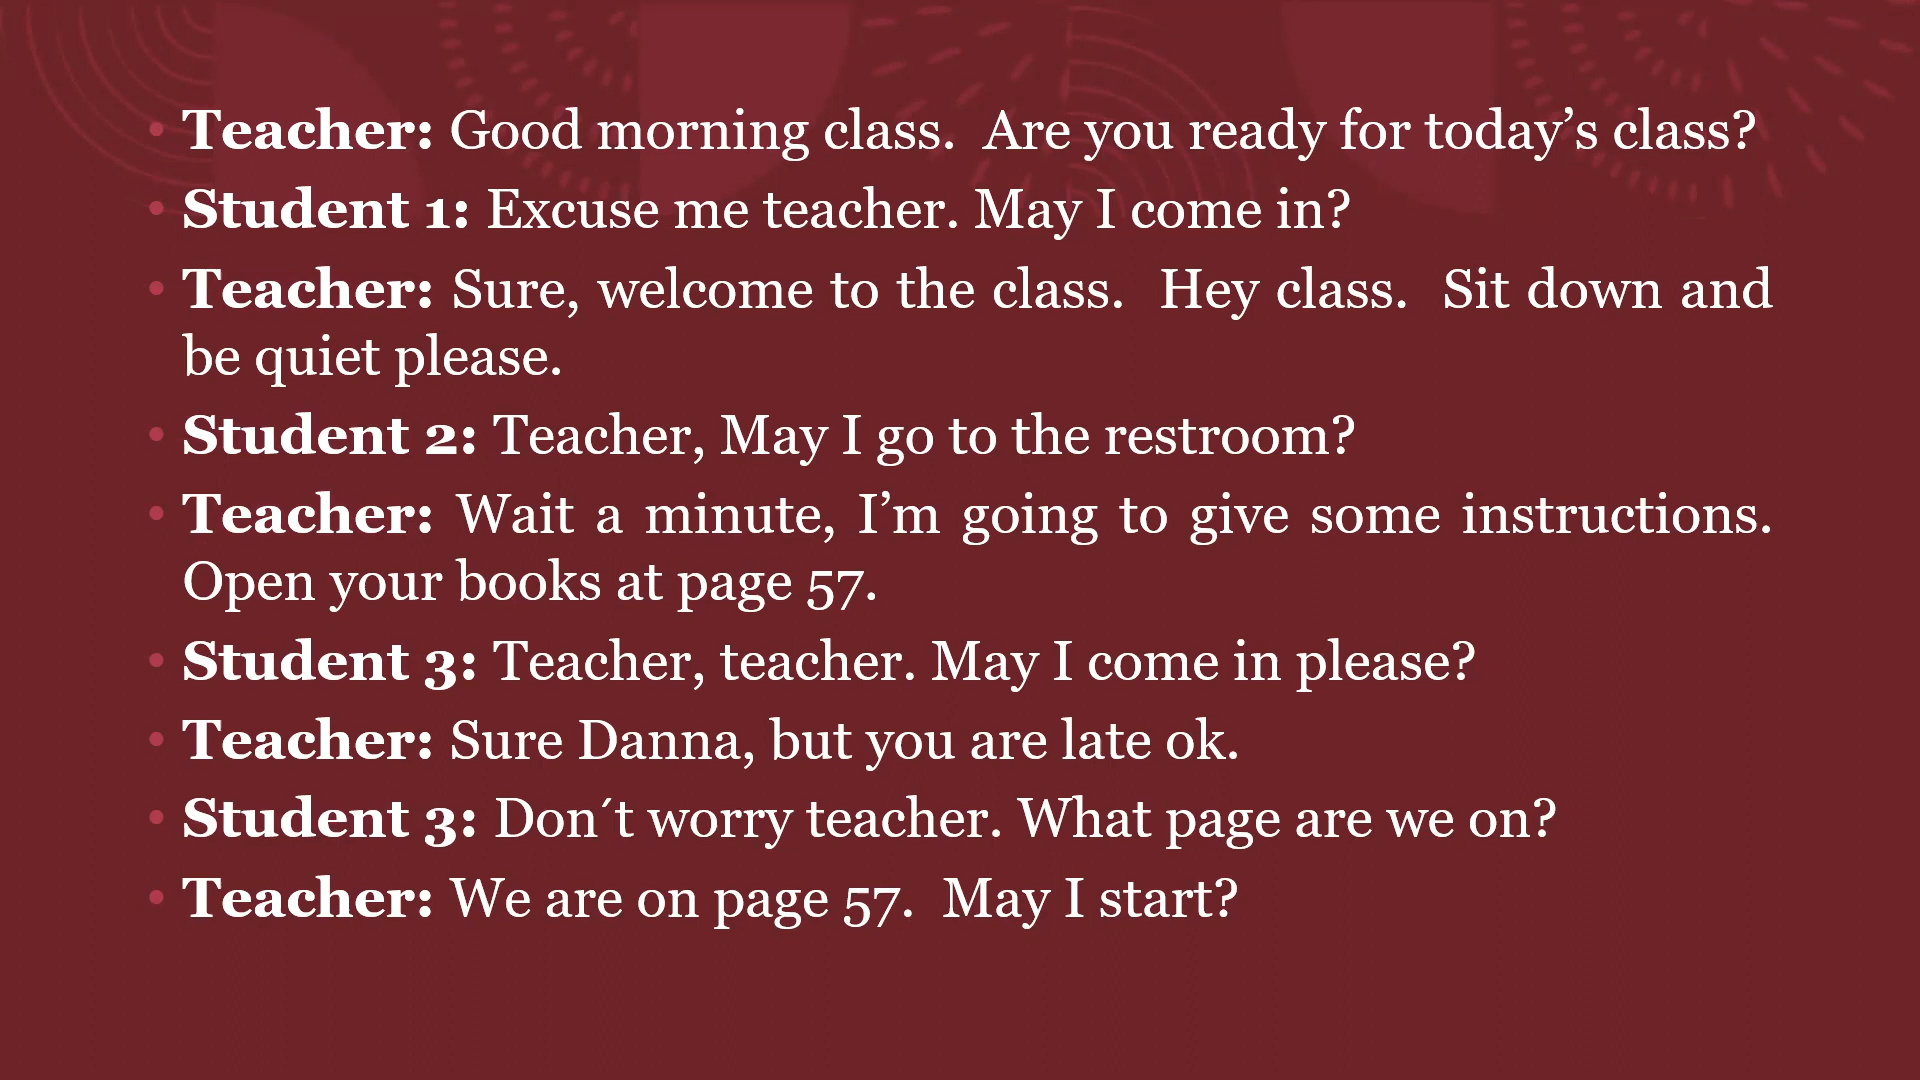 • Teacher: Good morning class.  Are you ready for today’s class?
• Student 1: Excuse me teacher. May I come in?
• Teacher: Sure, welcome to the class.  Hey class.  Sit down and
be quiet please.
• Student 2: Teacher, May I go to the restroom?
• Teacher: Wait a minute, I’m going to give some instructions.
Open your books at page 57.
• Student 3: Teacher, teacher. May I come in please?
• Teacher: Sure Danna, but you are late ok.
• Student 3: Don´t worry teacher. What page are we on?
• Teacher: We are on page 57.  May I start?